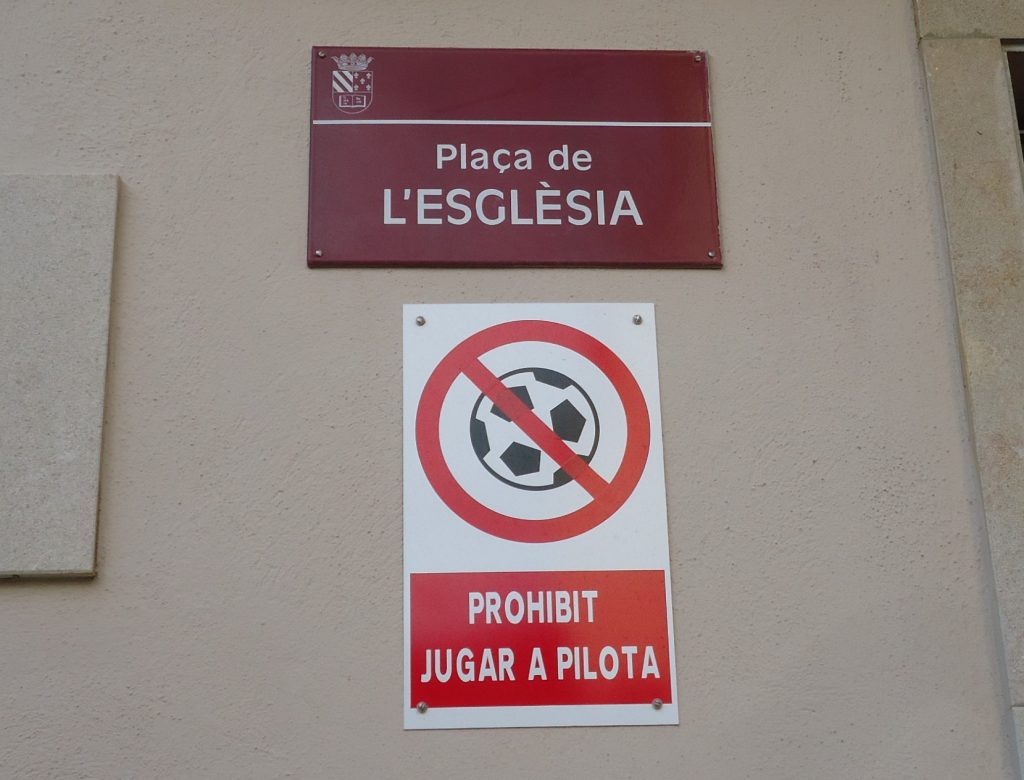 Plaça de
L'ESGLÈSIA
PROHIBIT
JUGAR A PILOTA